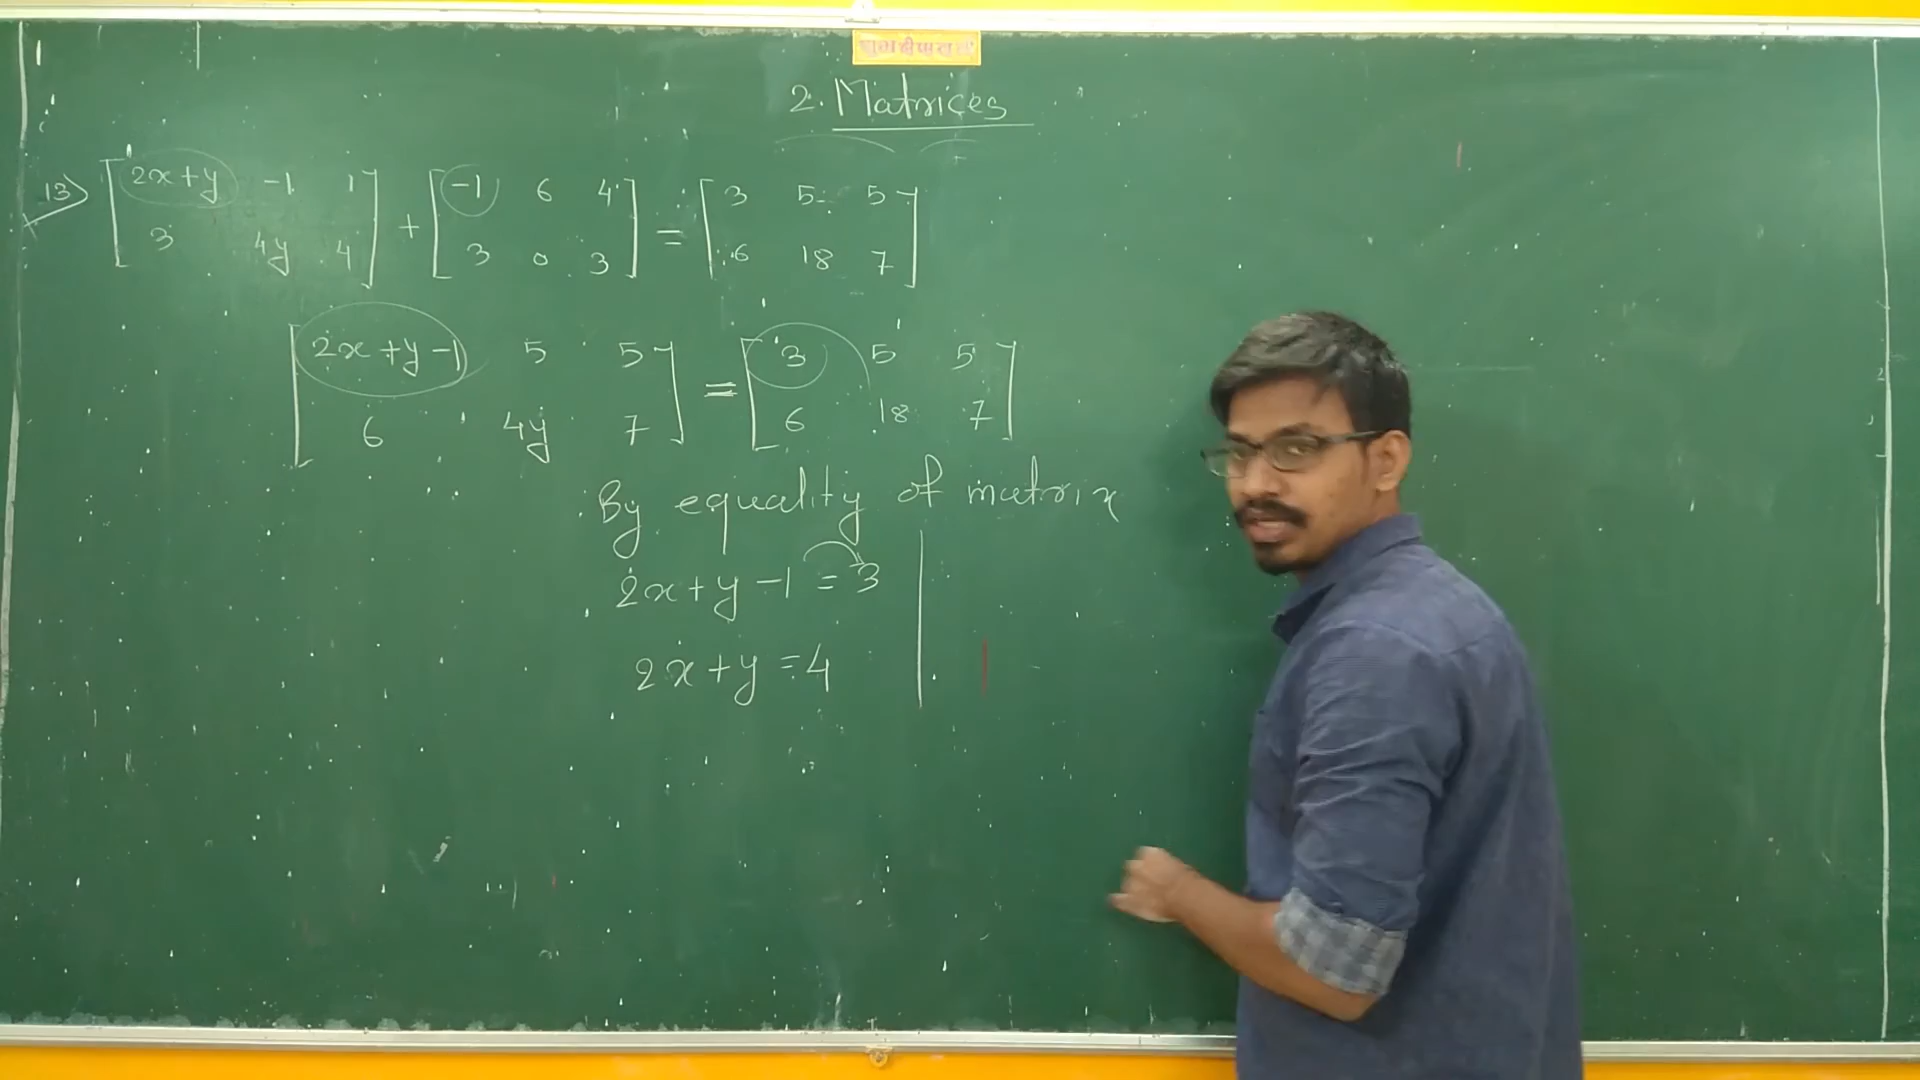 2. Matrices
13) [2x+y -1 1] + [-1 6 4] = [3 5 5]
[3 4y 4] [3 0 3] [6 18 7]
[2x+y-1 5 5] = [3 5 5]
[6 4y 7] [6 18 7]
By equality of matrix
2x+y-1=3
2x+y=4